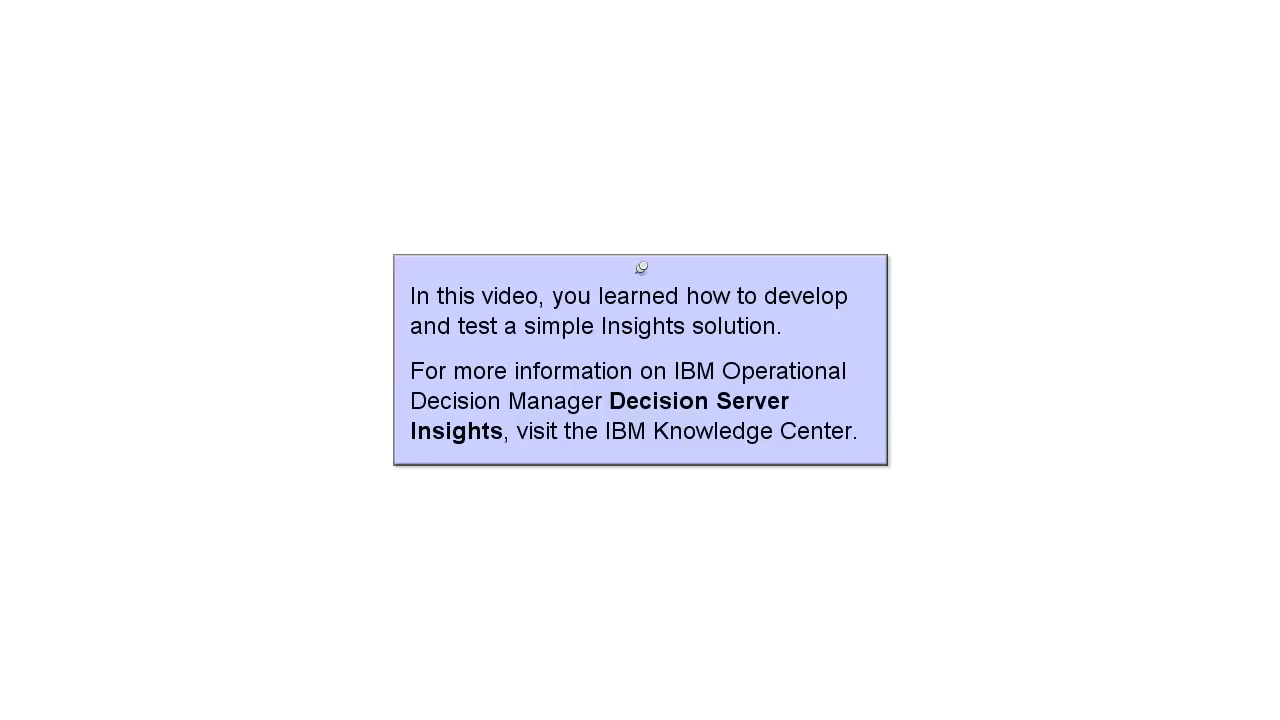 In this video, you learned how to develop
and test a simple Insights solution.
For more information on IBM Operational
Decision Manager Decision Server
Insights, visit the IBM Knowledge Center.